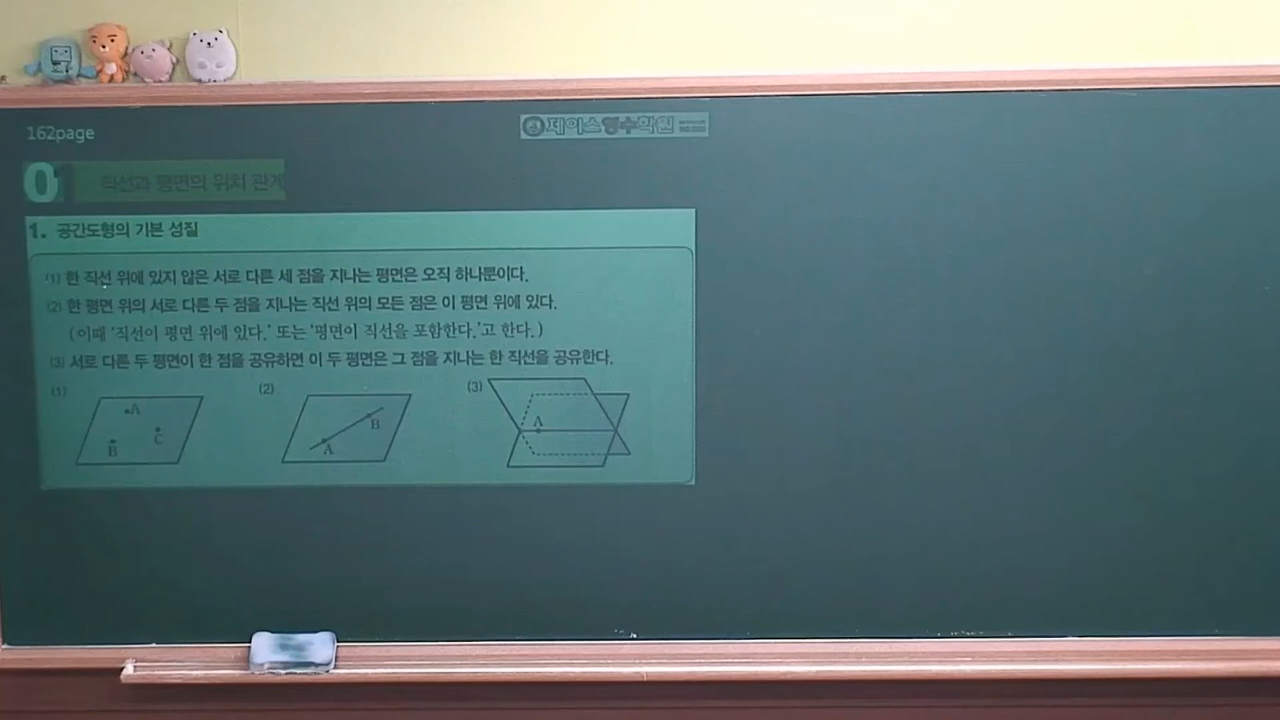 162page
제이스영수학원
01 직선과 평면의 위치 관계
1. 공간도형의 기본 성질
(1) 한 직선 위에 있지 않은 서로 다른 세 점을 지나는 평면은 오직 하나뿐이다.
(2) 한 평면 위의 서로 다른 두 점을 지나는 직선 위의 모든 점은 이 평면 위에 있다.
(이때 '직선이 평면 위에 있다.' 또는 '평면이 직선을 포함한다.'고 한다.)
(3) 서로 다른 두 평면이 한 점을 공유하면 이 두 평면은 그 점을 지나는 한 직선을 공유한다.
(1) (2) (3)
A
B
C
A
B
A